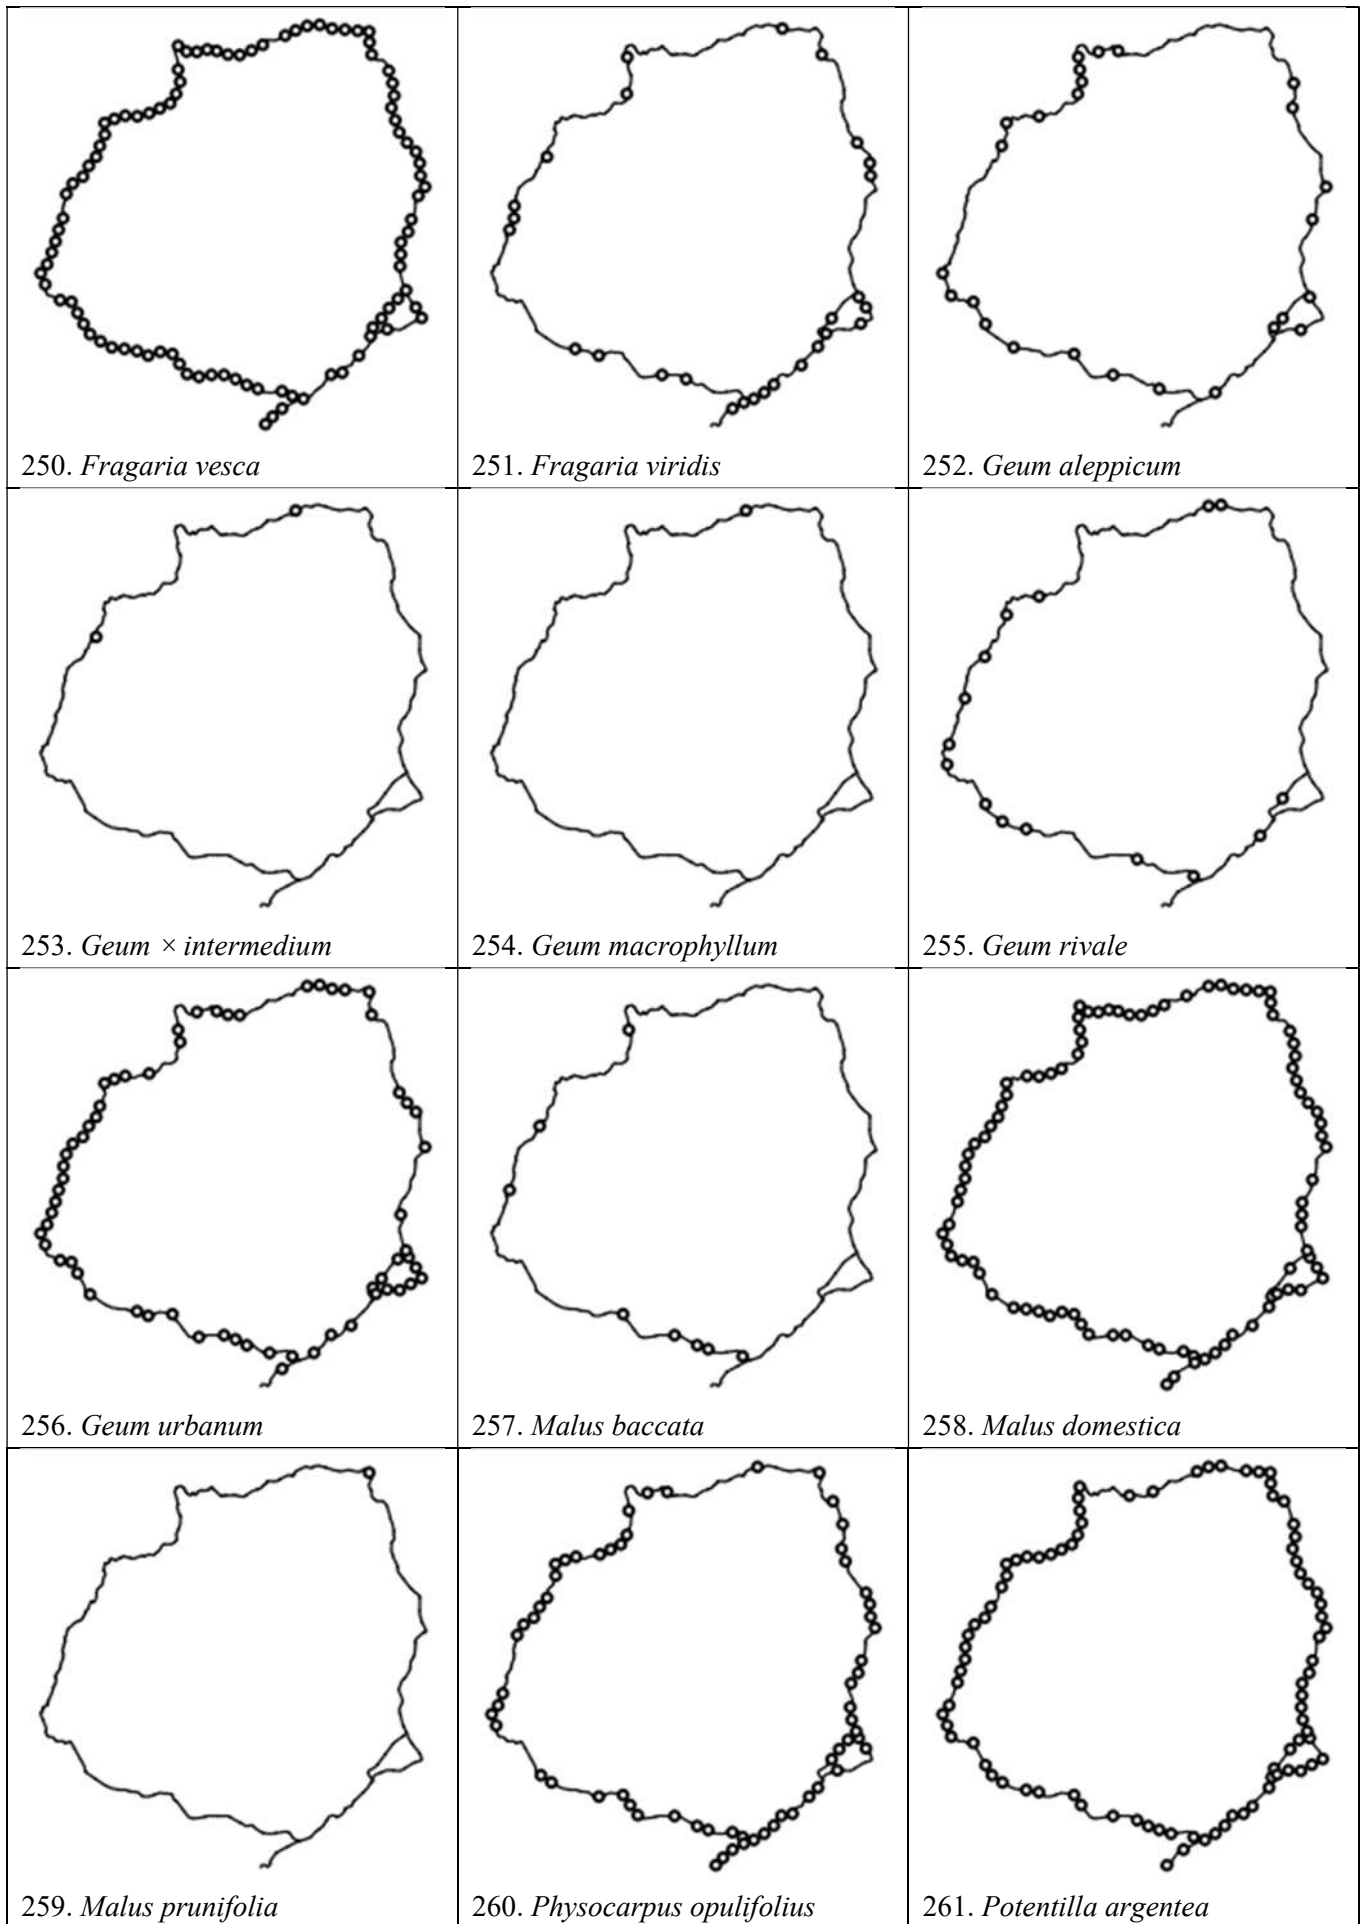 250. Fragaria vesca
251. Fragaria viridis
252. Geum aleppicum
253. Geum × intermedium
254. Geum macrophyllum
255. Geum rivale
256. Geum urbanum
257. Malus baccata
258. Malus domestica
259. Malus prunifolia
260. Physocarpus opulifolius
261. Potentilla argentea